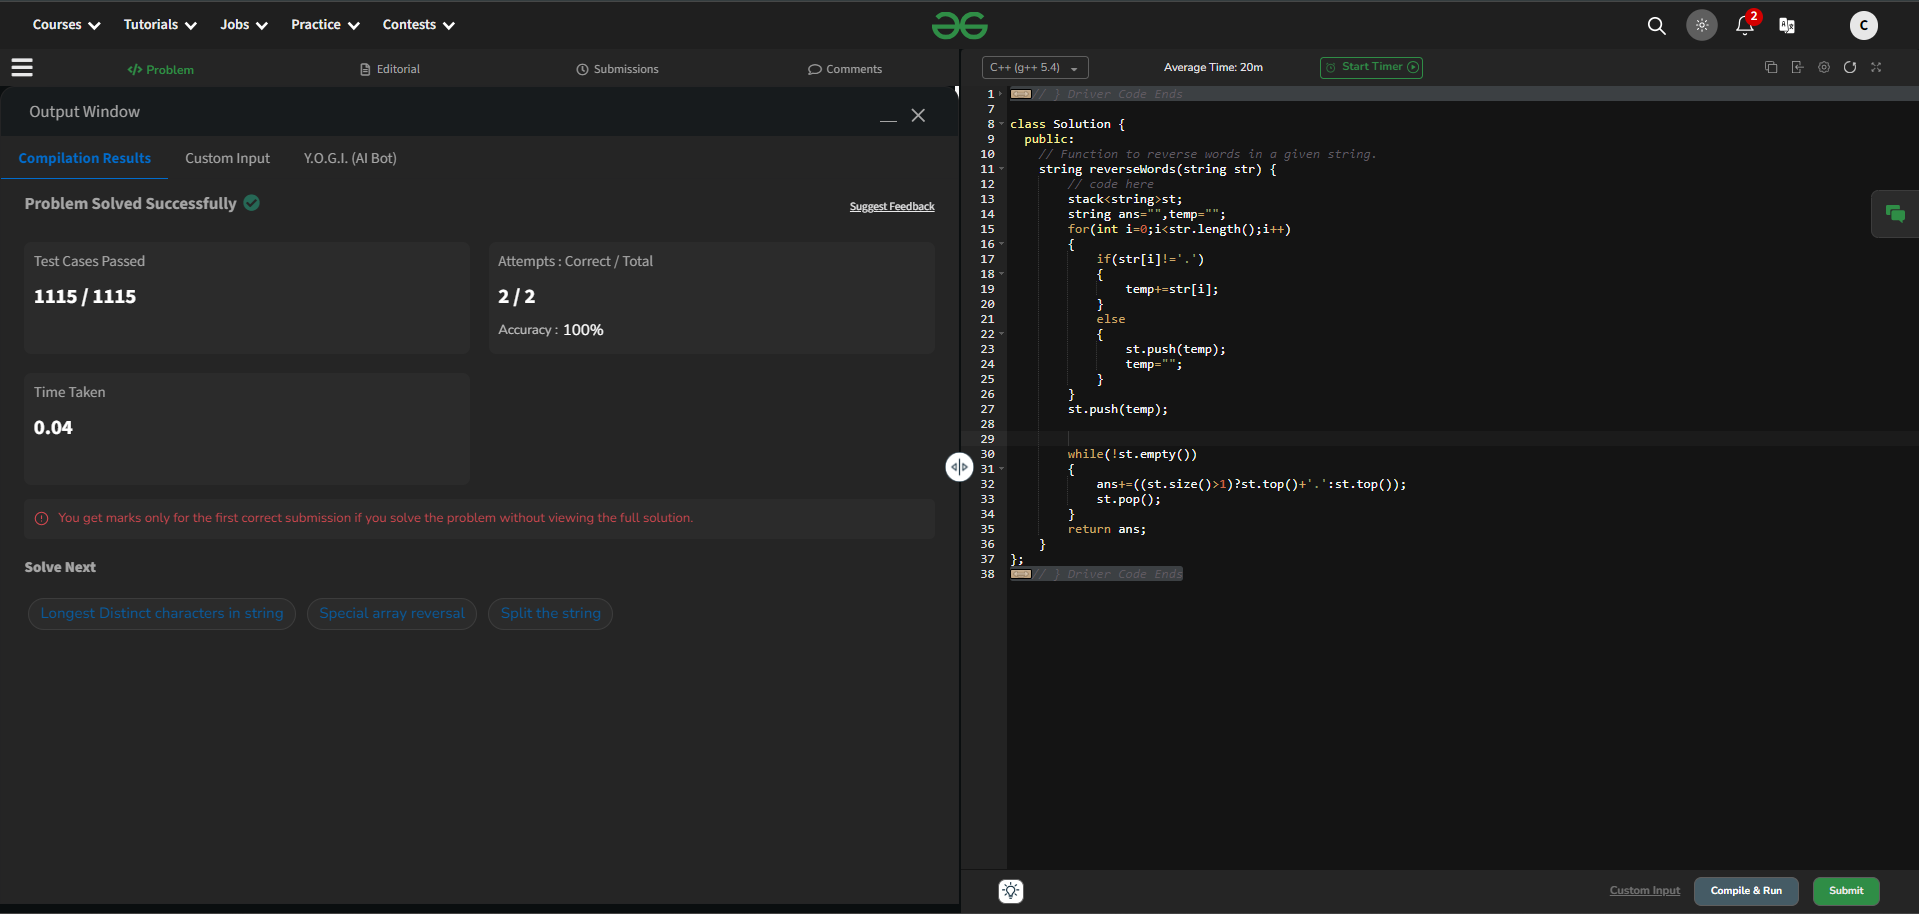 Courses Tutorials Jobs Practice Contests 2 C
Problem Editorial Submissions Comments
Output Window
Compilation Results Custom Input Y.O.G.I. (AI Bot)
Problem Solved Successfully
Suggest Feedback
Test Cases Passed
1115 / 1115
Attempts : Correct / Total
2 / 2
Accuracy : 100%
Time Taken
0.04
You get marks only for the first correct submission if you solve the problem without viewing the full solution.
Solve Next
Longest Distinct characters in string Special array reversal Split the string
C++ (g++ 5.4) Average Time: 20m Start Timer
1 // } Driver Code Ends
7
8 class Solution {
9 public:
10 // Function to reverse words in a given string.
11 string reverseWords(string str) {
12 // code here
13 stack<string>st;
14 string ans="",temp="";
15 for(int i=0;i<str.length();i++)
16 {
17 if(str[i]!='.')
18 {
19 temp+=str[i];
20 }
21 else
22 {
23 st.push(temp);
24 temp="";
25 }
26 }
27 st.push(temp);
28
29
30 while(!st.empty())
31 {
32 ans+=((st.size()>1)?st.top()+'.':st.top());
33 st.pop();
34 }
35 return ans;
36 }
37 };
38 // } Driver Code Ends
Custom Input Compile & Run Submit